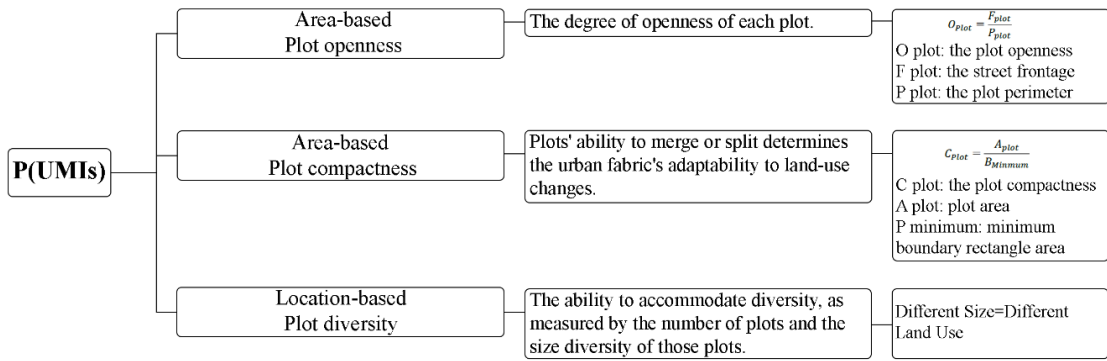 P(UMIs)
Area-based
Plot openness
The degree of openness of each plot.
O_Plot = F_plot / P_plot
O plot: the plot openness
F plot: the street frontage
P plot: the plot perimeter
Area-based
Plot compactness
Plots' ability to merge or split determines
the urban fabric's adaptability to land-use
changes.
C_Plot = A_plot / B_Minmum
C plot: the plot compactness
A plot: plot area
P minimum: minimum
boundary rectangle area
Location-based
Plot diversity
The ability to accommodate diversity, as
measured by the number of plots and the
size diversity of those plots.
Different Size=Different
Land Use